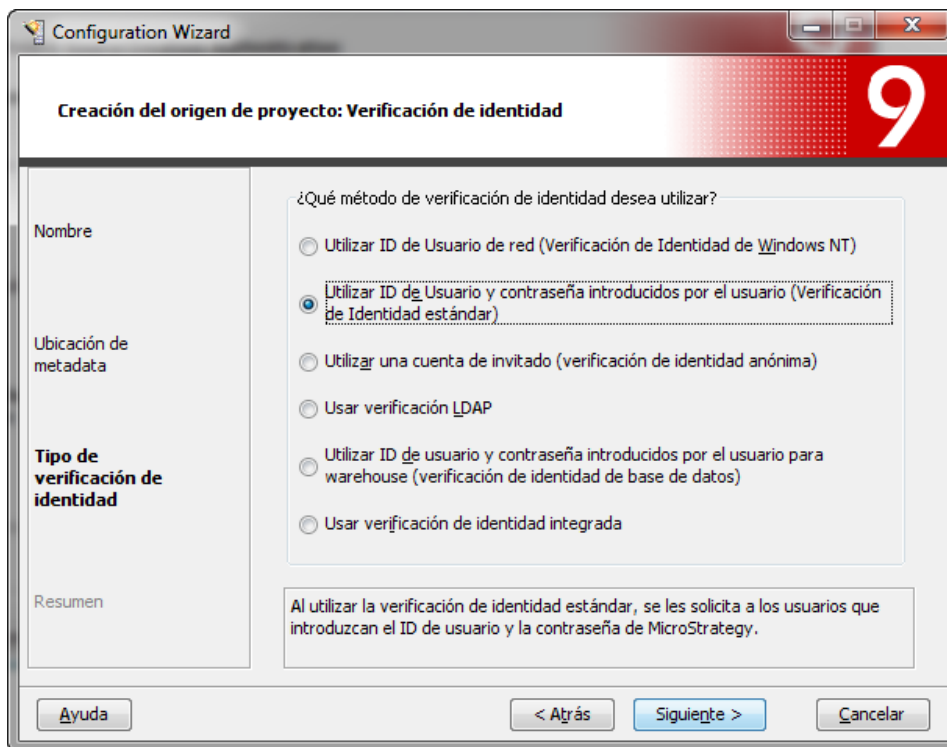 Configuration Wizard
Creación del origen de proyecto: Verificación de identidad
9
Nombre
Ubicación de
metadata
Tipo de
verificación de
identidad
Resumen
¿Qué método de verificación de identidad desea utilizar?
Utilizar ID de Usuario de red (Verificación de Identidad de Windows NT)
Utilizar ID de Usuario y contraseña introducidos por el usuario (Verificación
de Identidad estándar)
Utilizar una cuenta de invitado (verificación de identidad anónima)
Usar verificación LDAP
Utilizar ID de usuario y contraseña introducidos por el usuario para
warehouse (verificación de identidad de base de datos)
Usar verificación de identidad integrada
Al utilizar la verificación de identidad estándar, se les solicita a los usuarios que
introduzcan el ID de usuario y la contraseña de MicroStrategy.
Ayuda
< Atrás
Siguiente >
Cancelar